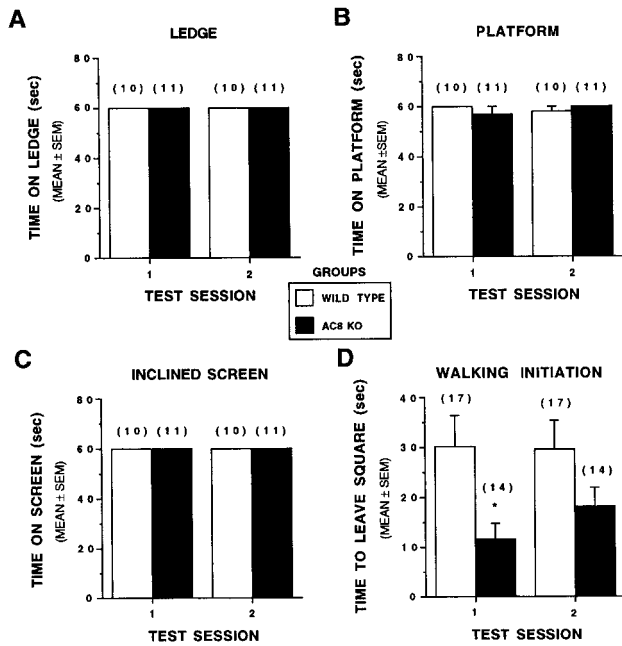 A
LEDGE
TIME ON LEDGE (sec)
(MEAN ± SEM)
80
60
40
20
0
(10) (11) (10) (11)
1 2
TEST SESSION
B
PLATFORM
TIME ON PLATFORM (sec)
(MEAN ±SEM)
80
60
40
20
0
(10) (11) (10) (11)
1 2
TEST SESSION
GROUPS
WILD TYPE
AC8 KO
C
INCLINED SCREEN
TIME ON SCREEN (sec)
(MEAN ± SEM)
80
60
40
20
0
(10) (11) (10) (11)
1 2
TEST SESSION
D
WALKING INITIATION
TIME TO LEAVE SQUARE (sec)
(MEAN ± SEM)
40
30
20
10
0
(17) (17)
(14) (14)
*
1 2
TEST SESSION